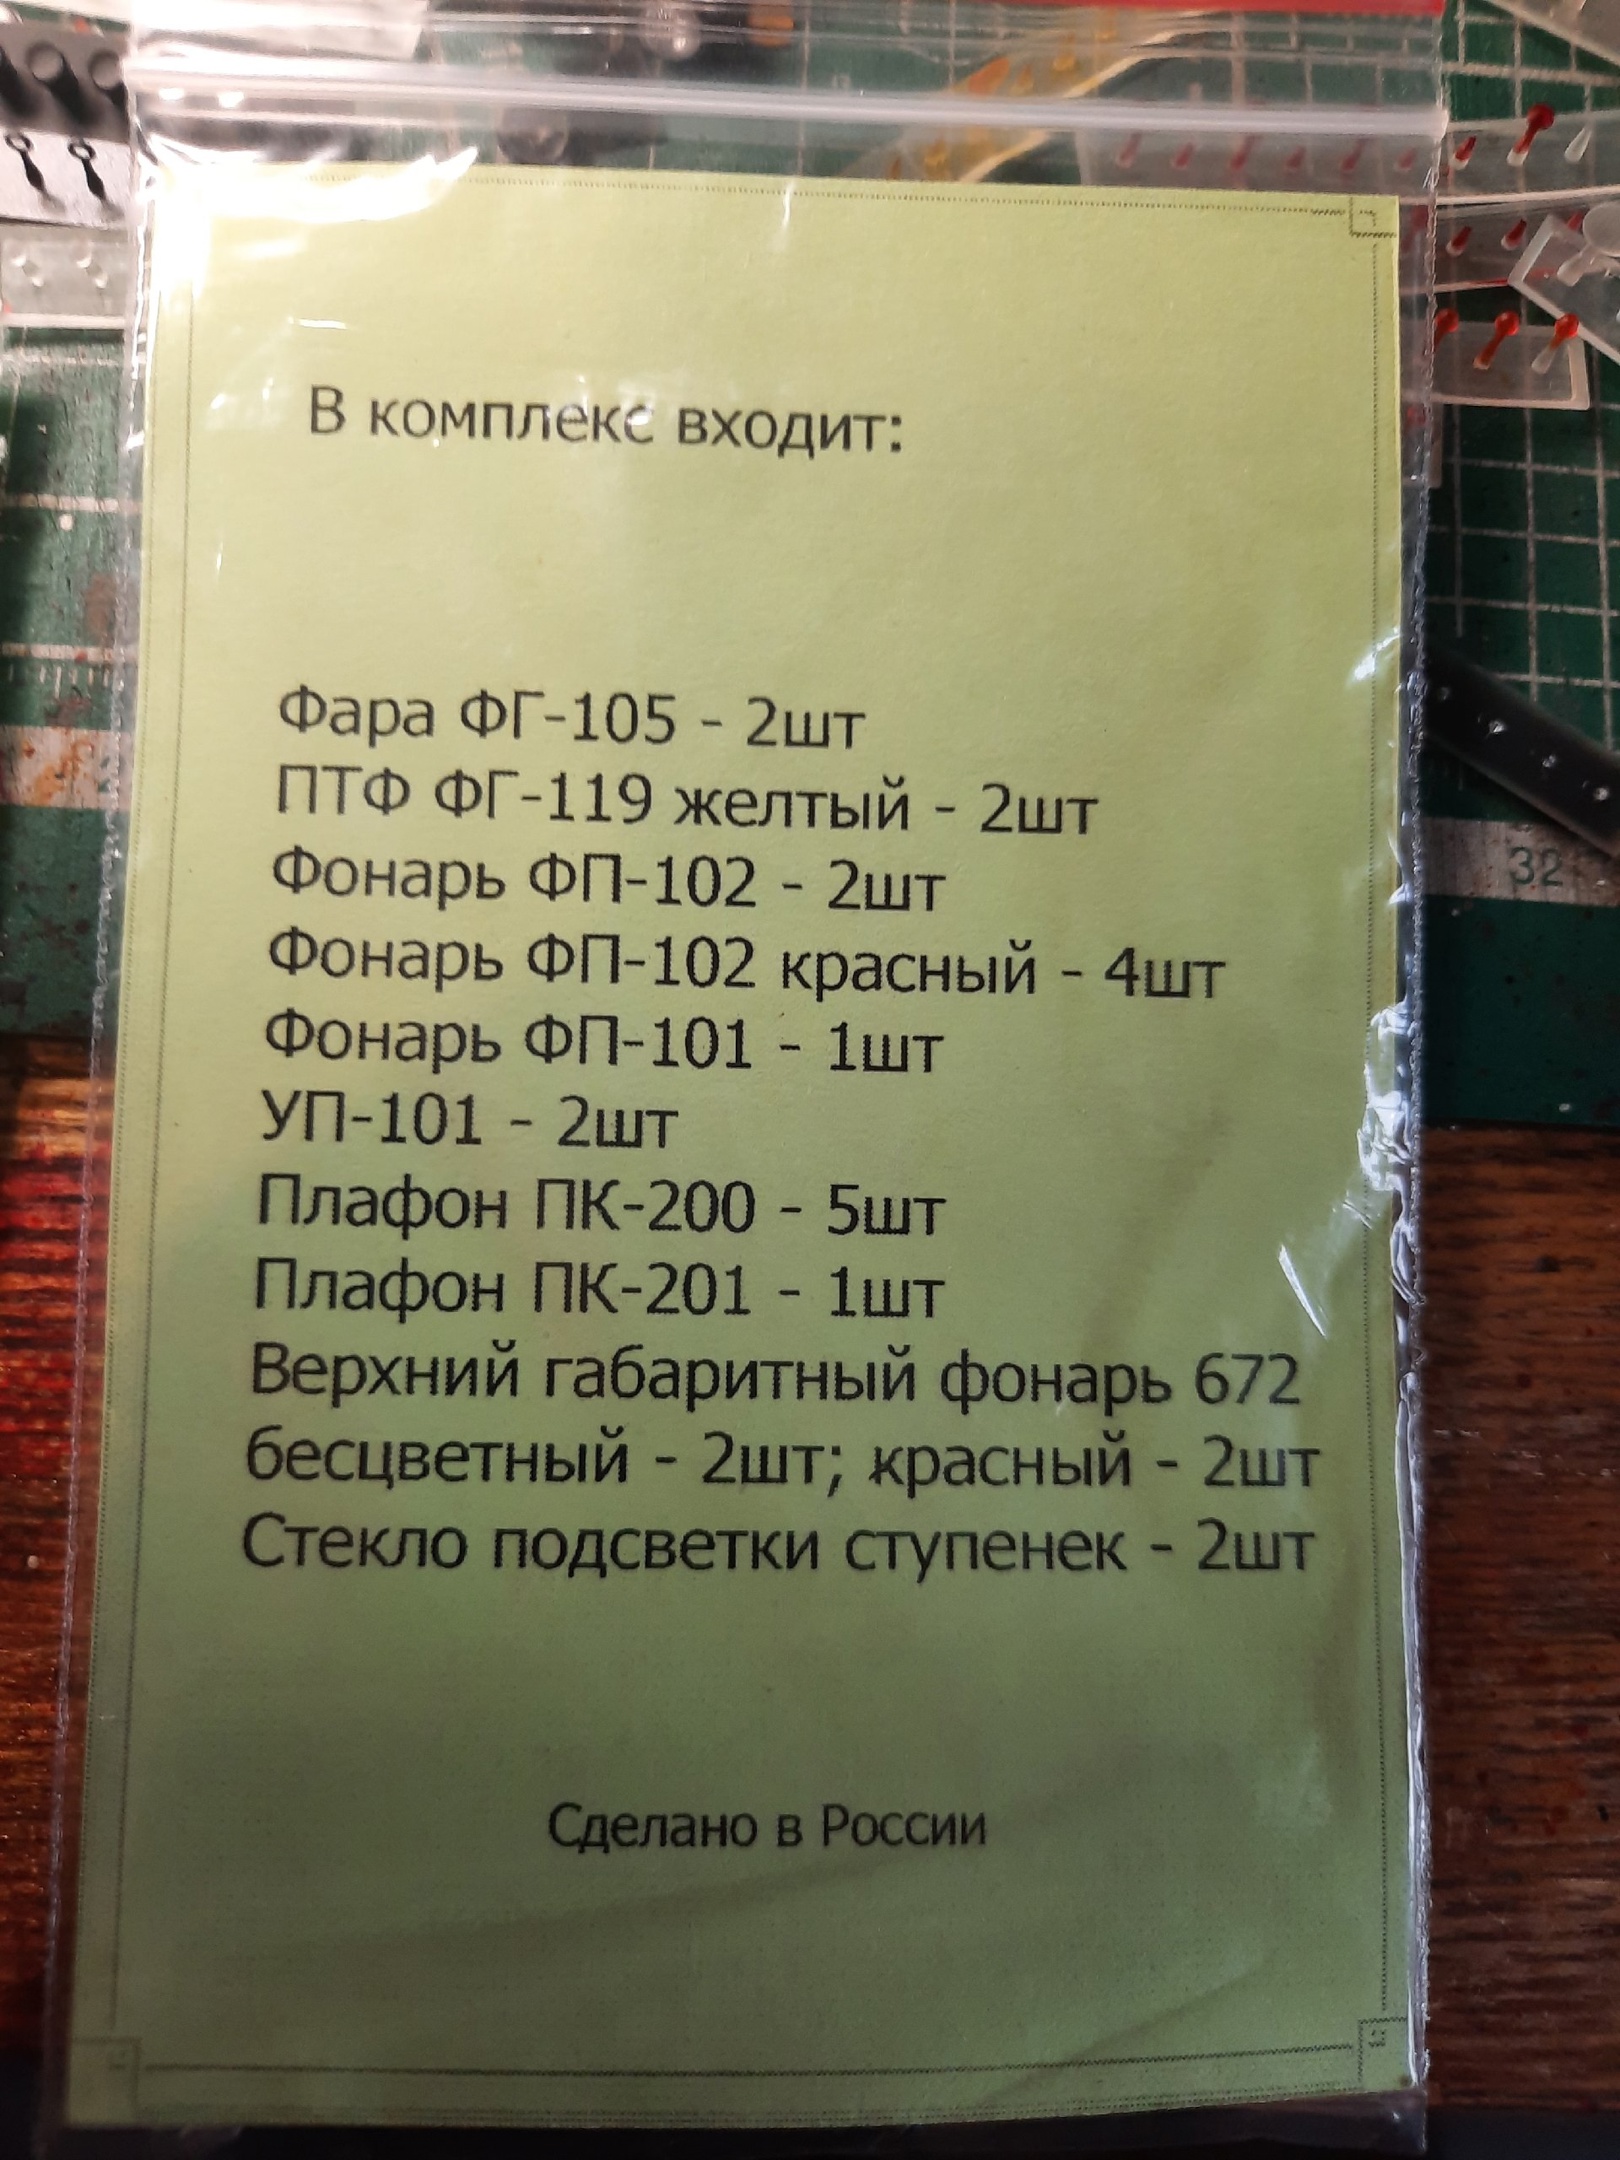 В комплекс входит:
Фара ФГ-105 - 2шт
ПТФ ФГ-119 желтый - 2шт
Фонарь ФП-102 - 2шт
Фонарь ФП-102 красный - 4шт
Фонарь ФП-101 - 1шт
УП-101 - 2шт
Плафон ПК-200 - 5шт
Плафон ПК-201 - 1шт
Верхний габаритный фонарь 672
бесцветный - 2шт; красный - 2шт
Стекло подсветки ступенек - 2шт
Сделано в России
32